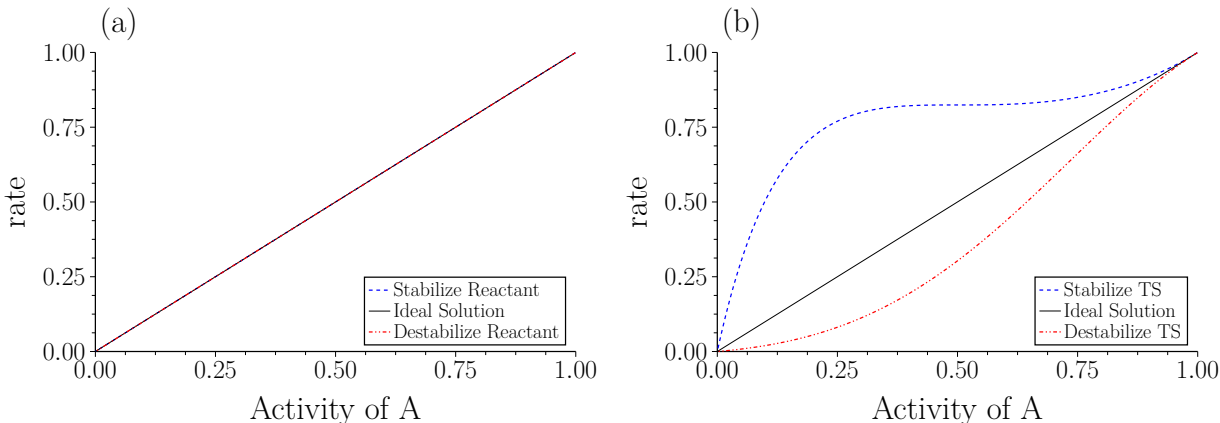 (a)
1.00
0.75
0.50
0.25
0.00
rate
Stabilize Reactant
Ideal Solution
Destabilize Reactant
0.00 0.25 0.50 0.75 1.00
Activity of A
(b)
1.00
0.75
0.50
0.25
0.00
rate
Stabilize TS
Ideal Solution
Destabilize TS
0.00 0.25 0.50 0.75 1.00
Activity of A